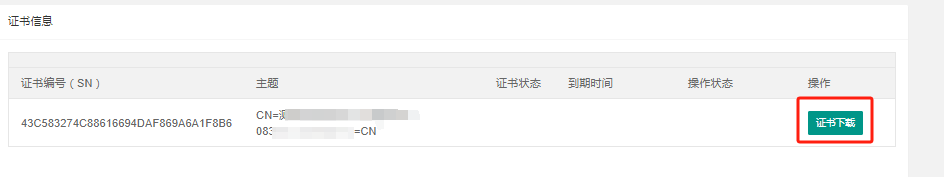 证书信息
证书编号（SN） 主题 证书状态 到期时间 操作状态 操作
43C583274C88616694DAF869A6A1F8B6 CN= 证书下载
083 =CN